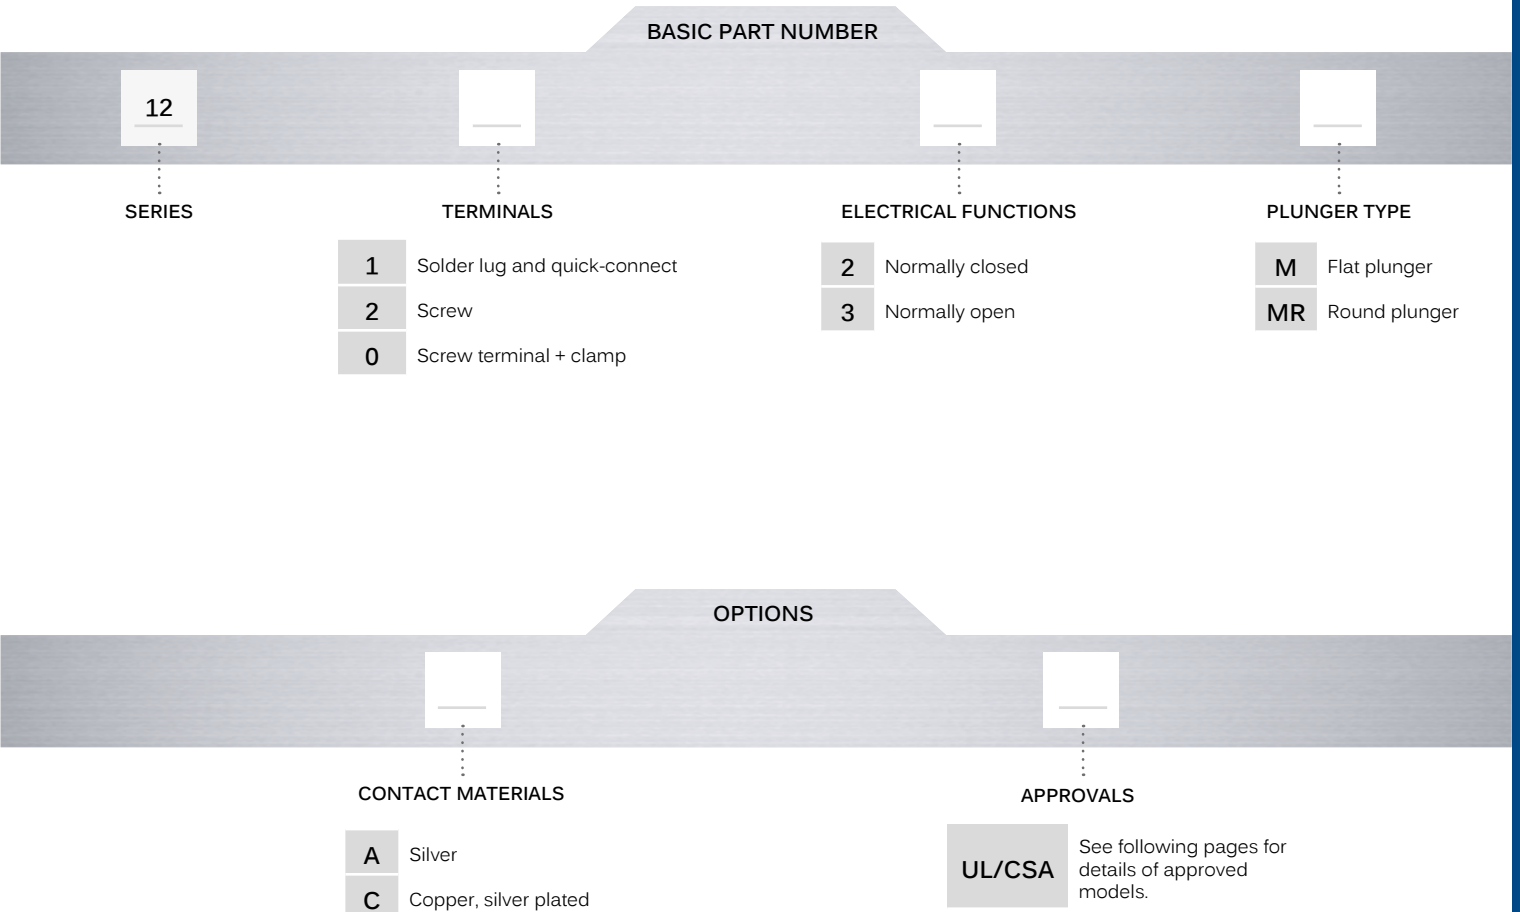 BASIC PART NUMBER
12
SERIES
TERMINALS
ELECTRICAL FUNCTIONS
PLUNGER TYPE
1 Solder lug and quick-connect
2 Screw
0 Screw terminal + clamp
2 Normally closed
3 Normally open
M Flat plunger
MR Round plunger
OPTIONS
CONTACT MATERIALS
A Silver
C Copper, silver plated
APPROVALS
UL/CSA
See following pages for
details of approved
models.